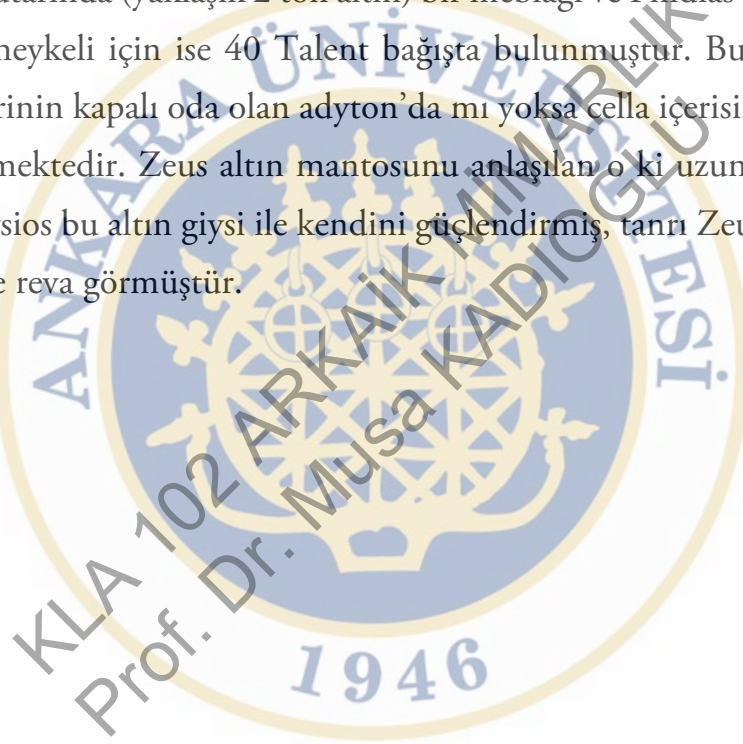 (yaklaşık 2 ton altın) bir meblağı ve
heykeli için ise 40 Talent bağışta bulunmuştur. Bu
rinin kapalı oda olan adyton’da mı yoksa cella içerisi
mektedir. Zeus altın mantosunu anlaşılan o ki uzun
sios bu altın giysi ile kendini güçlendirmiş, tanrı Zeu
e reva görmüştür.
ANKARA ÜNİVERSİTESİ
1946
KLA 102 ARKAİK MİMARLIK
Prof. Dr. Musa KADIOĞLU